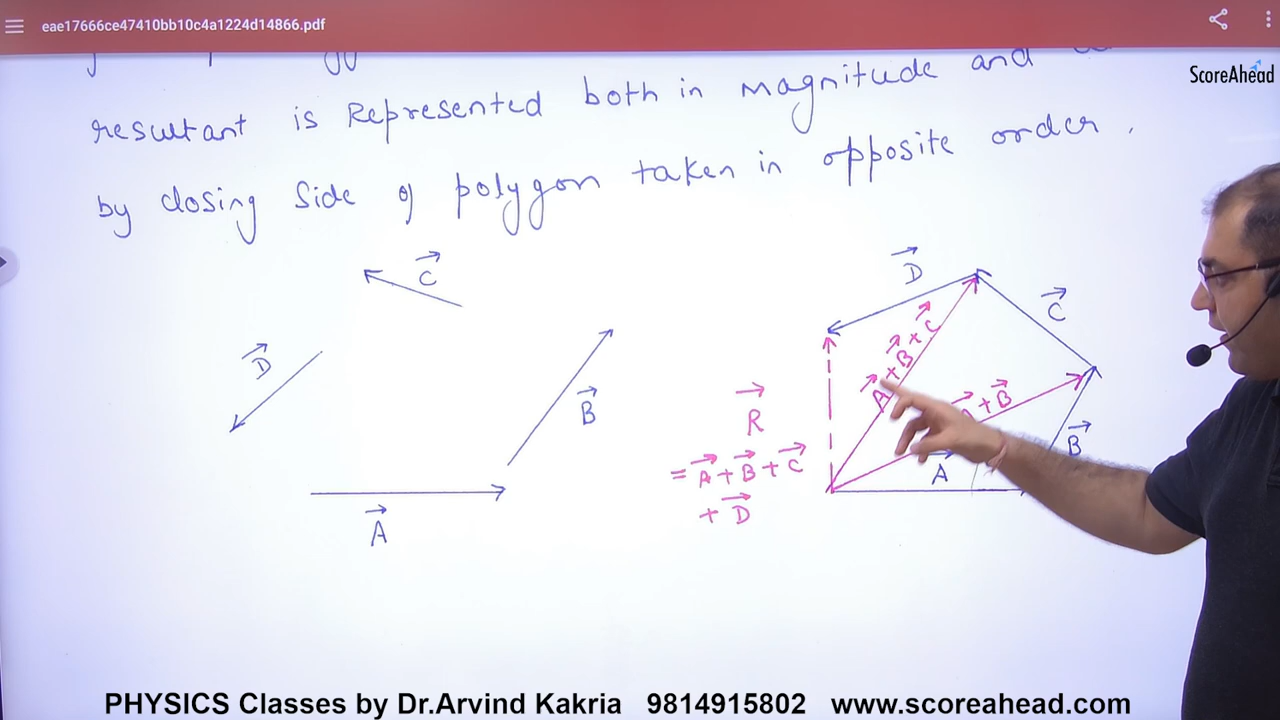 eae17666ce47410bb10c4a1224d14866.pdf
ScoreAhead
resultant is Represented both in magnitude and
by closing side of polygon taken in opposite order.
C
D
B
A
D
C
A + B + C
A + B
B
A
R
= A + B + C
+ D
PHYSICS Classes by Dr.Arvind Kakria 9814915802 www.scoreahead.com